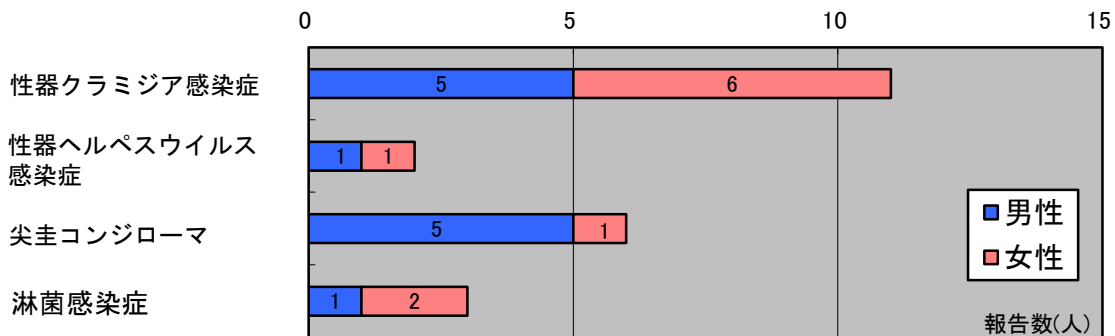 0 5 10 15
性器クラミジア感染症 5 6
性器ヘルペスウイルス
感染症 1 1
尖圭コンジローマ 5 1
淋菌感染症 1 2
男性
女性
報告数(人)